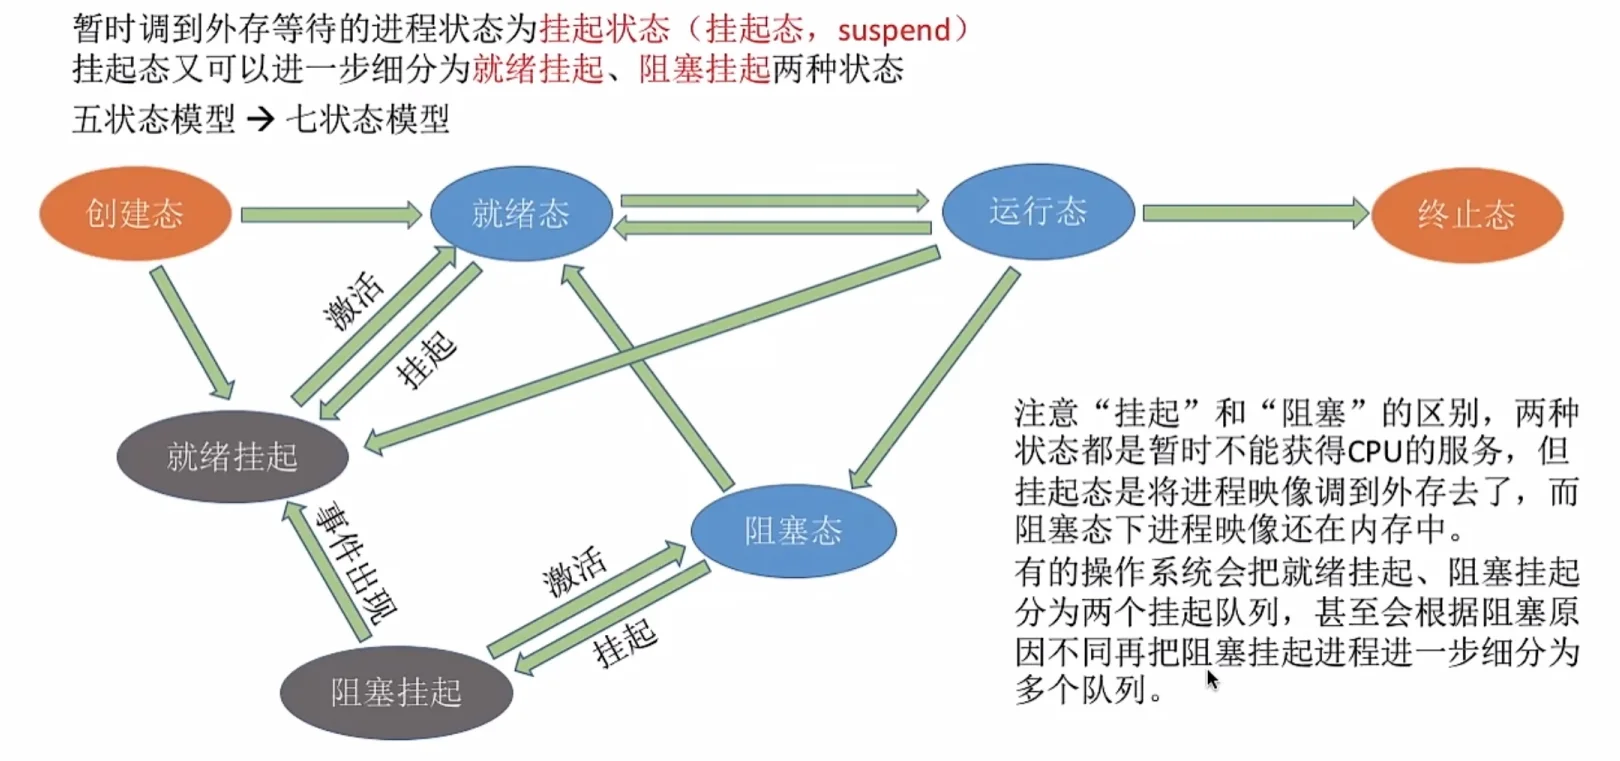 暂时调到外存等待的进程状态为挂起状态（挂起态，suspend）
挂起态又可以进一步细分为就绪挂起、阻塞挂起两种状态
五状态模型 → 七状态模型
创建态
就绪态
运行态
终止态
激活
挂起
就绪挂起
事件出现
阻塞态
激活
挂起
阻塞挂起
注意“挂起”和“阻塞”的区别，两种
状态都是暂时不能获得CPU的服务，但
挂起态是将进程映像调到外存去了，而
阻塞态下进程映像还在内存中。
有的操作系统会把就绪挂起、阻塞挂起
分为两个挂起队列，甚至会根据阻塞原
因不同再把阻塞挂起进程进一步细分为
多个队列。